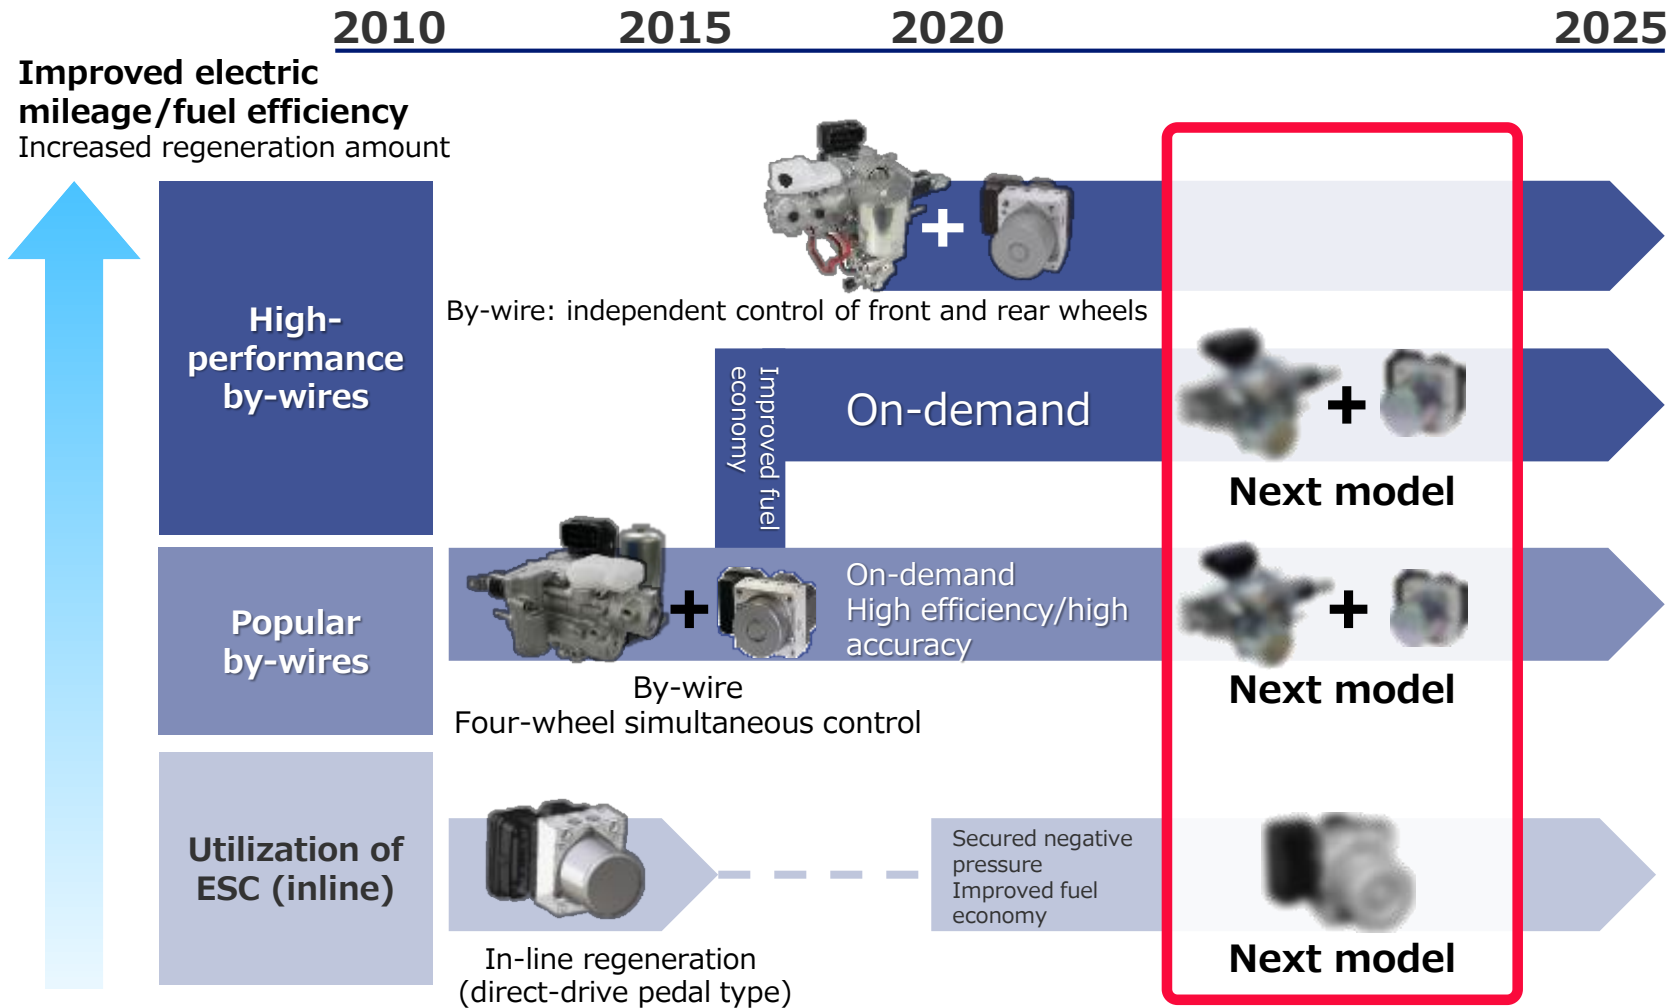 2010
2015
2020
2025
Improved electric
mileage/fuel efficiency
Increased regeneration amount
High-
performance
by-wires
By-wire: independent control of front and rear wheels
Improved fuel
economy
On-demand
Next model
Popular
by-wires
On-demand
High efficiency/high
accuracy
Next model
By-wire
Four-wheel simultaneous control
Utilization of
ESC (inline)
Secured negative
pressure
Improved fuel
economy
Next model
In-line regeneration
(direct-drive pedal type)